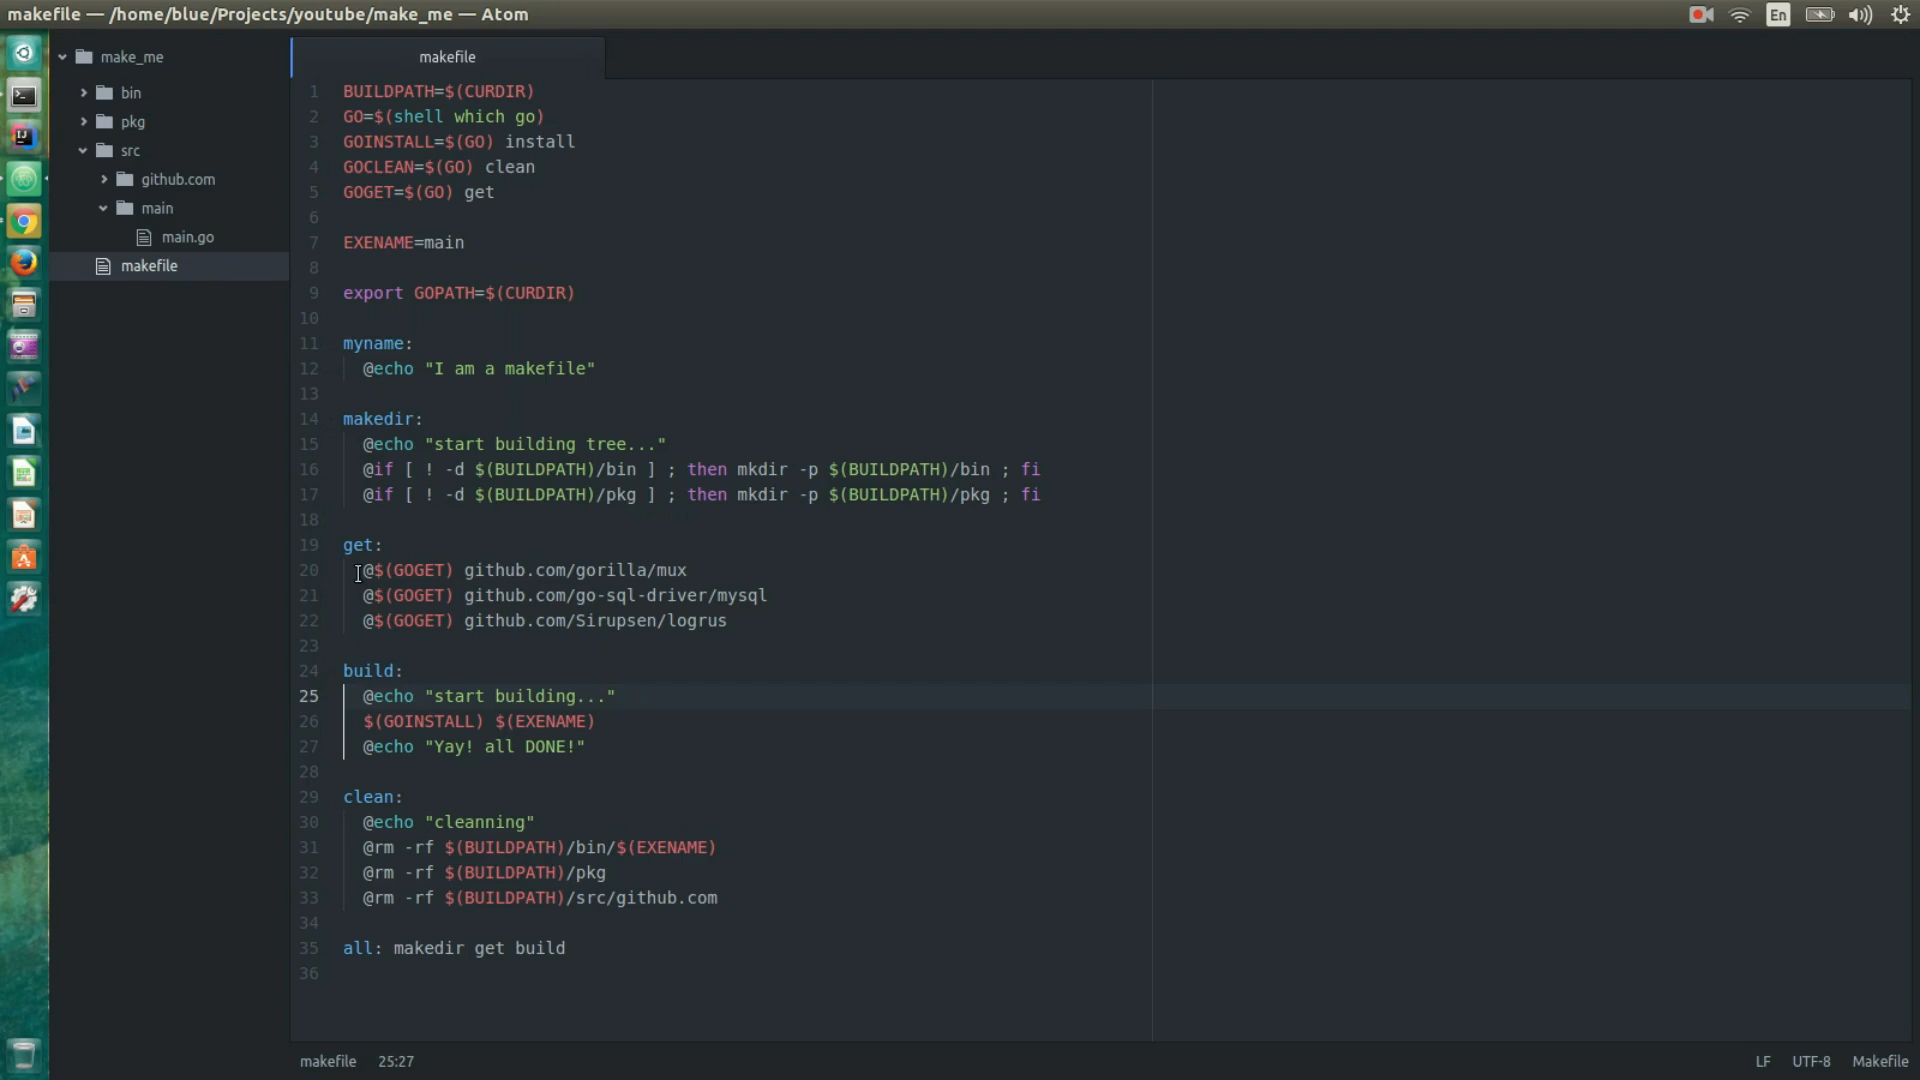 makefile — /home/blue/Projects/youtube/make_me — Atom
En
make_me
bin
pkg
src
github.com
main
main.go
makefile
makefile
1 BUILDPATH=$(CURDIR)
2 GO=$(shell which go)
3 GOINSTALL=$(GO) install
4 GOCLEAN=$(GO) clean
5 GOGET=$(GO) get
6
7 EXENAME=main
8
9 export GOPATH=$(CURDIR)
10
11 myname:
12 @echo "I am a makefile"
13
14 makedir:
15 @echo "start building tree..."
16 @if [ ! -d $(BUILDPATH)/bin ] ; then mkdir -p $(BUILDPATH)/bin ; fi
17 @if [ ! -d $(BUILDPATH)/pkg ] ; then mkdir -p $(BUILDPATH)/pkg ; fi
18
19 get:
20 @$(GOGET) github.com/gorilla/mux
21 @$(GOGET) github.com/go-sql-driver/mysql
22 @$(GOGET) github.com/Sirupsen/logrus
23
24 build:
25 @echo "start building..."
26 $(GOINSTALL) $(EXENAME)
27 @echo "Yay! all DONE!"
28
29 clean:
30 @echo "cleanning"
31 @rm -rf $(BUILDPATH)/bin/$(EXENAME)
32 @rm -rf $(BUILDPATH)/pkg
33 @rm -rf $(BUILDPATH)/src/github.com
34
35 all: makedir get build
36
makefile 25:27
LF UTF-8 Makefile